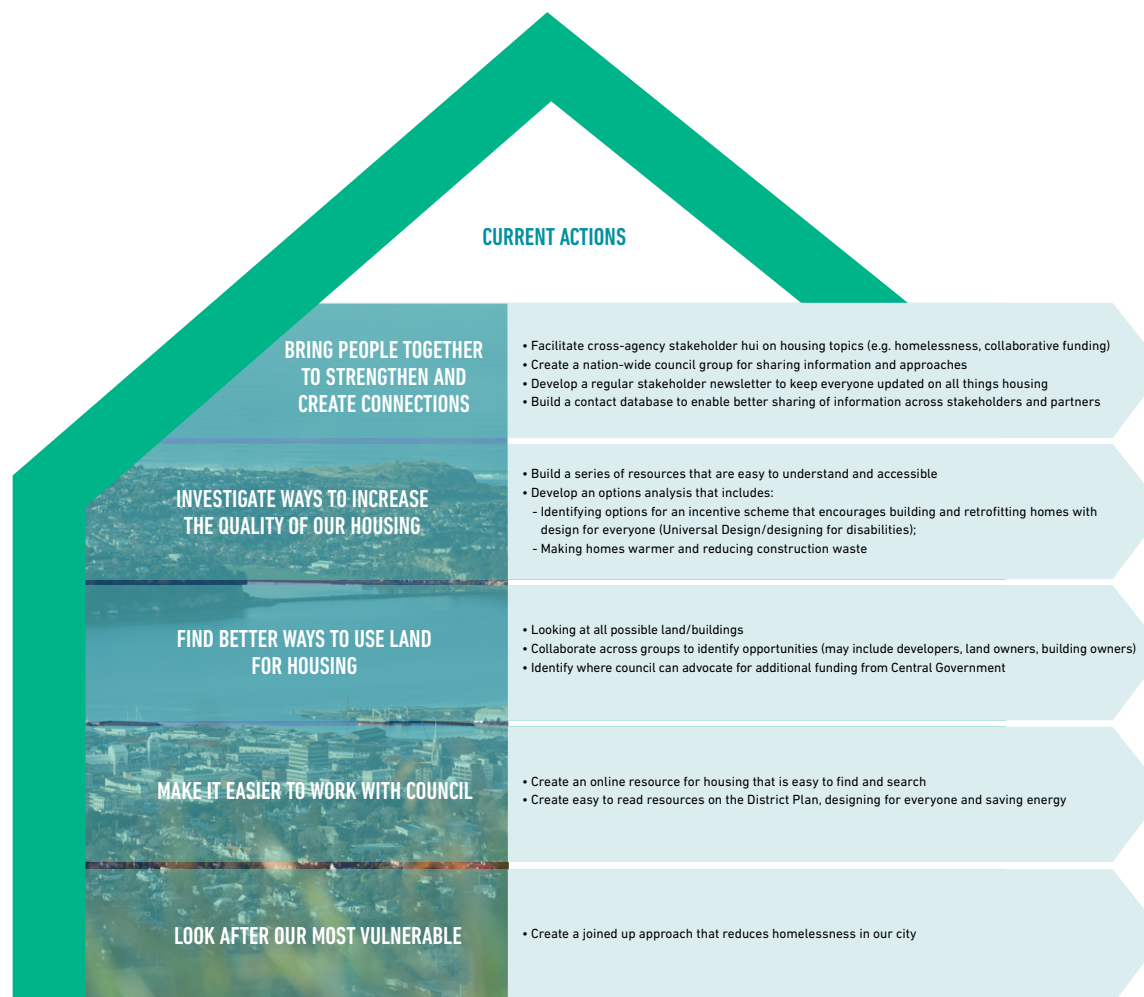 CURRENT ACTIONS
BRING PEOPLE TOGETHER
TO STRENGTHEN AND
CREATE CONNECTIONS
• Facilitate cross-agency stakeholder hui on housing topics (e.g. homelessness, collaborative funding)
• Create a nation-wide council group for sharing information and approaches
• Develop a regular stakeholder newsletter to keep everyone updated on all things housing
• Build a contact database to enable better sharing of information across stakeholders and partners
INVESTIGATE WAYS TO INCREASE
THE QUALITY OF OUR HOUSING
• Build a series of resources that are easy to understand and accessible
• Develop an options analysis that includes:
- Identifying options for an incentive scheme that encourages building and retrofitting homes with
design for everyone (Universal Design/designing for disabilities);
- Making homes warmer and reducing construction waste
FIND BETTER WAYS TO USE LAND
FOR HOUSING
• Looking at all possible land/buildings
• Collaborate across groups to identify opportunities (may include developers, land owners, building owners)
• Identify where council can advocate for additional funding from Central Government
MAKE IT EASIER TO WORK WITH COUNCIL
• Create an online resource for housing that is easy to find and search
• Create easy to read resources on the District Plan, designing for everyone and saving energy
LOOK AFTER OUR MOST VULNERABLE
• Create a joined up approach that reduces homelessness in our city